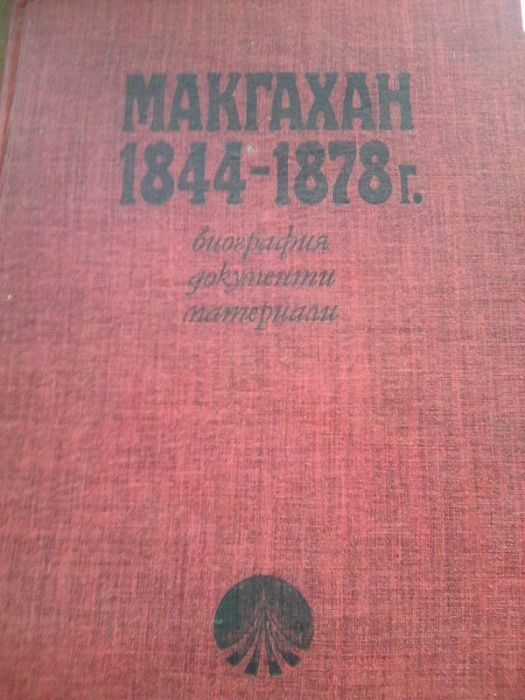 МАКГАХАН
1844-1878 г.
биография
документи
материали